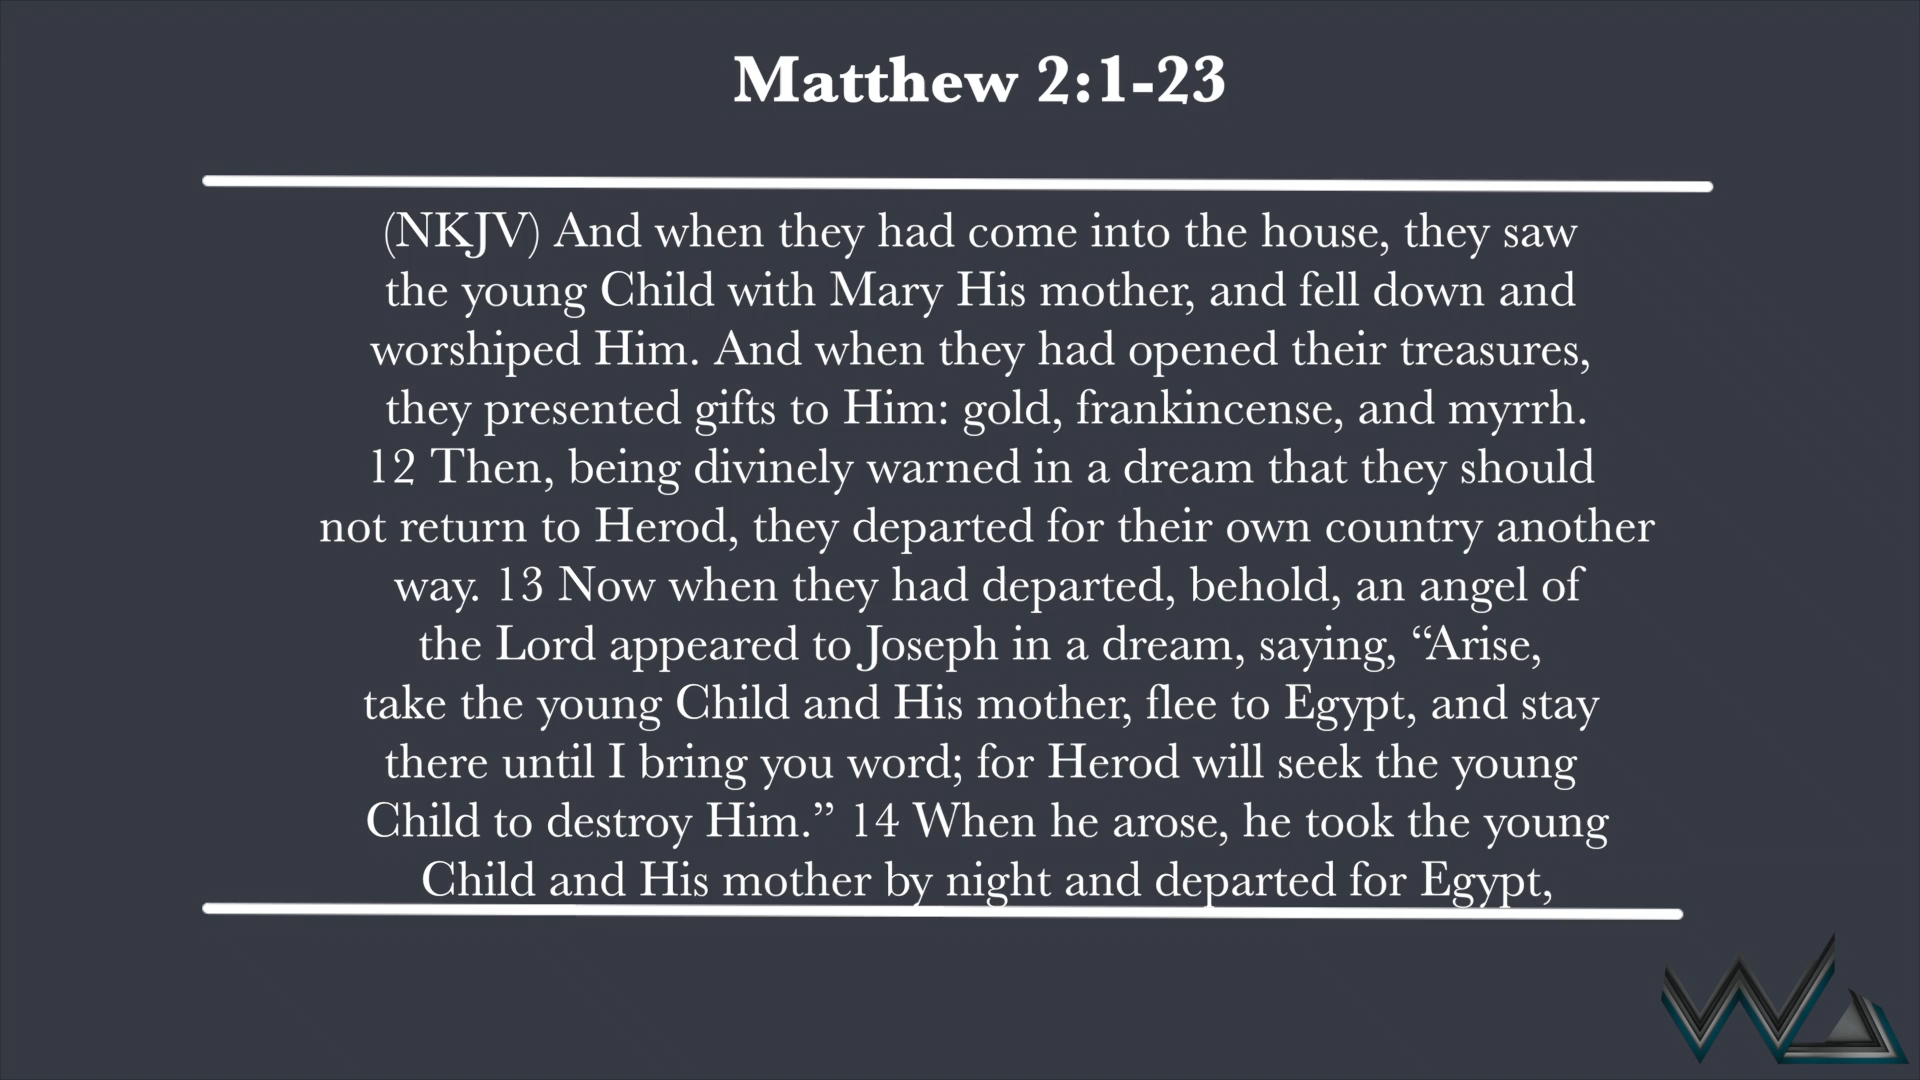 Matthew 2:1-23
(NKJV) And when they had come into the house, they saw
the young Child with Mary His mother, and fell down and
worshiped Him. And when they had opened their treasures,
they presented gifts to Him: gold, frankincense, and myrrh.
12 Then, being divinely warned in a dream that they should
not return to Herod, they departed for their own country another
way. 13 Now when they had departed, behold, an angel of
the Lord appeared to Joseph in a dream, saying, “Arise,
take the young Child and His mother, flee to Egypt, and stay
there until I bring you word; for Herod will seek the young
Child to destroy Him.” 14 When he arose, he took the young
Child and His mother by night and departed for Egypt,